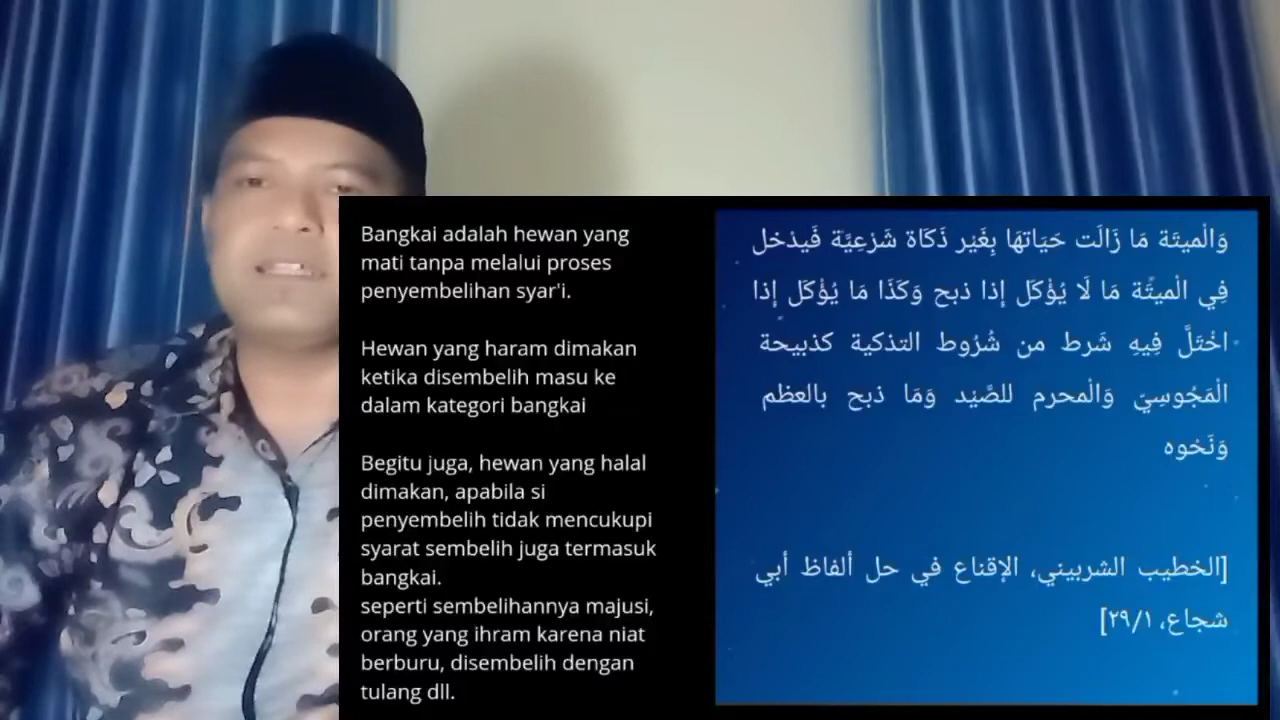 Bangkai adalah hewan yang
mati tanpa melalui proses
penyembelihan syar'i.
Hewan yang haram dimakan
ketika disembelih masu ke
dalam kategori bangkai
Begitu juga, hewan yang halal
dimakan, apabila si
penyembelih tidak mencukupi
syarat sembelih juga termasuk
bangkai.
seperti sembelihannya majusi,
orang yang ihram karena niat
berburu, disembelih dengan
tulang dll.
وَالْميتَة مَا زَالَت حَيَاتهَا بِغَيْر ذَكَاة شَرْعِيَّة فَيدْخل
فِي الْميتَة مَا لَا يُؤْكَل إذا ذبح وَكَذَا مَا يُؤْكَل إذا
اخْتَلَّ فِيهِ شَرط من شُرُوط التذكية كذبيحة
الْمَجُوسِيّ وَالْمحرم للصَّيْد وَمَا ذبح بالعظم
وَنَحْوه
[الخطيب الشربيني، الإقناع في حل ألفاظ أبي
شجاع، ٢٩/١]